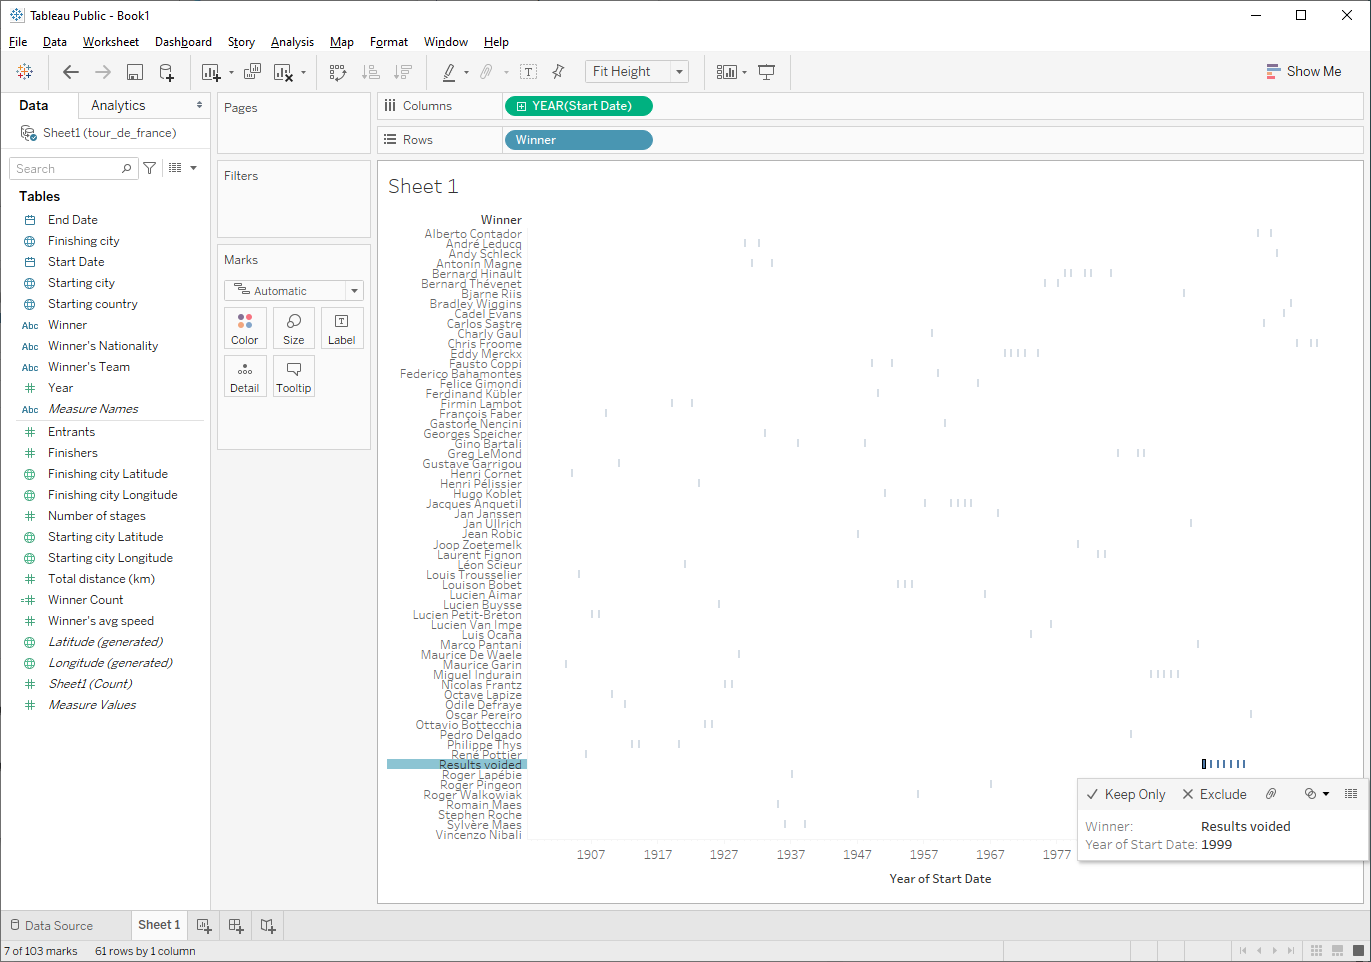 Tableau Public - Book1
File Data Worksheet Dashboard Story Analysis Map Format Window Help
Fit Height
Show Me
Data Analytics
Sheet1 (tour_de_france)
Search
Tables
End Date
Finishing city
Start Date
Starting city
Starting country
Abc Winner
Abc Winner's Nationality
Abc Winner's Team
Year
Abc Measure Names
Entrants
Finishers
Finishing city Latitude
Finishing city Longitude
Number of stages
Starting city Latitude
Starting city Longitude
Total distance (km)
Winner Count
Winner's avg speed
Latitude (generated)
Longitude (generated)
Sheet1 (Count)
Measure Values
Pages
Filters
Marks
Automatic
Color Size Label
Detail Tooltip
Columns YEAR(Start Date)
Rows Winner
Sheet 1
Winner
Alberto Contador
André Leducq
Andy Schleck
Antonin Magne
Bernard Hinault
Bernard Thévenet
Bjarne Riis
Bradley Wiggins
Cadel Evans
Carlos Sastre
Charly Gaul
Chris Froome
Eddy Merckx
Fausto Coppi
Federico Bahamontes
Felice Gimondi
Ferdinand Kübler
Firmin Lambot
François Faber
Gastone Nencini
Georges Speicher
Gino Bartali
Greg LeMond
Gustave Garrigou
Henri Cornet
Henri Pélissier
Hugo Koblet
Jacques Anquetil
Jan Janssen
Jan Ullrich
Jean Robic
Joop Zoetemelk
Laurent Fignon
Léon Scieur
Louis Trousselier
Louison Bobet
Lucien Aimar
Lucien Buysse
Lucien Petit-Breton
Lucien Van Impe
Luis Ocaña
Marco Pantani
Maurice De Waele
Maurice Garin
Miguel Indurain
Nicolas Frantz
Octave Lapize
Odile Defraye
Óscar Pereiro
Ottavio Bottecchia
Pedro Delgado
Philippe Thys
René Pottier
Results voided
Roger Lapébie
Roger Pingeon
Roger Walkowiak
Romain Maes
Stephen Roche
Sylvère Maes
Vincenzo Nibali
1907 1917 1927 1937 1947 1957 1967 1977
Year of Start Date
Keep Only Exclude
Winner: Results voided
Year of Start Date: 1999
Data Source Sheet 1
7 of 103 marks 61 rows by 1 column